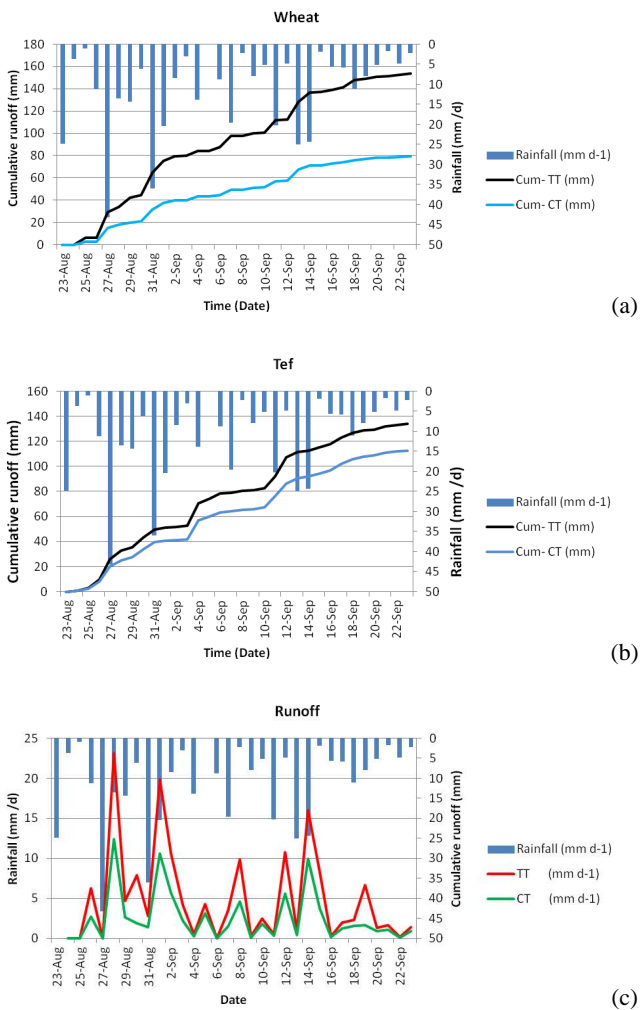 Wheat
Cumulative runoff (mm)
180
160
140
120
100
80
60
40
20
0
0
5
10
15
20
25
30
35
40
45
50
Rainfall (mm /d)
23-Aug
25-Aug
27-Aug
29-Aug
31-Aug
2-Sep
4-Sep
6-Sep
8-Sep
10-Sep
12-Sep
14-Sep
16-Sep
18-Sep
20-Sep
22-Sep
Time (Date)
Rainfall (mm d-1)
Cum- TT (mm)
Cum- CT (mm)
(a)
Tef
Cumulative runoff (mm)
160
140
120
100
80
60
40
20
0
0
5
10
15
20
25
30
35
40
45
50
Rainfall (mm /d)
23-Aug
25-Aug
27-Aug
29-Aug
31-Aug
2-Sep
4-Sep
6-Sep
8-Sep
10-Sep
12-Sep
14-Sep
16-Sep
18-Sep
20-Sep
22-Sep
Time (Date)
Rainfall (mm d-1)
Cum- TT (mm)
Cum- CT (mm)
(b)
Runoff
Rainfall (mm /d)
25
20
15
10
5
0
0
5
10
15
20
25
30
35
40
45
50
Cumulative runoff (mm)
23-Aug
25-Aug
27-Aug
29-Aug
31-Aug
2-Sep
4-Sep
6-Sep
8-Sep
10-Sep
12-Sep
14-Sep
16-Sep
18-Sep
20-Sep
22-Sep
Date
Rainfall (mm d-1)
TT (mm d-1)
CT (mm d-1)
(c)